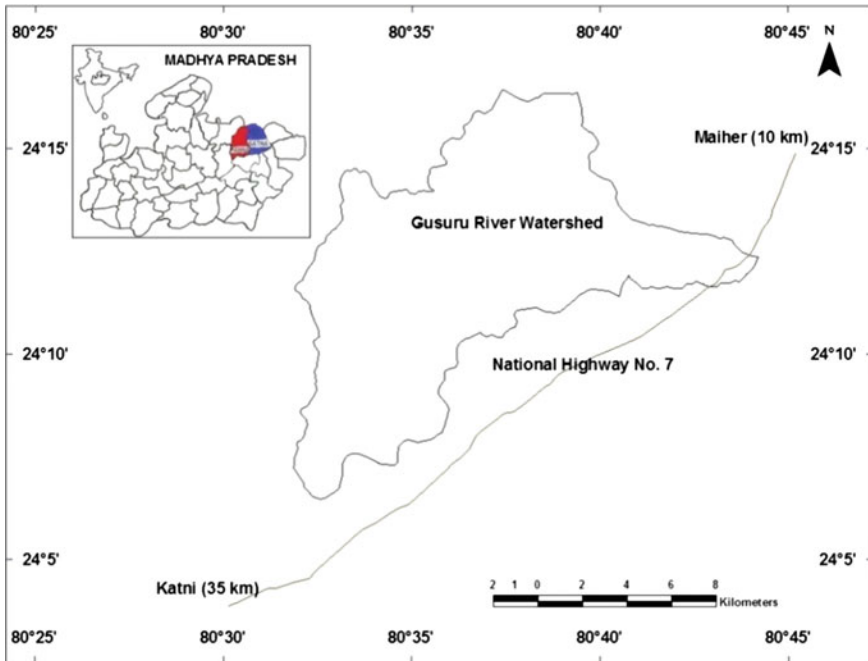 80°25' 80°30' 80°35' 80°40' 80°45'
MADHYA PRADESH
N
24°15' Maiher (10 km) 24°15'
Gusuru River Watershed
24°10' National Highway No. 7 24°10'
24°5' 24°5'
Katni (35 km)
2 1 0 2 4 6 8
Kilometers
80°25' 80°30' 80°35' 80°40' 80°45'